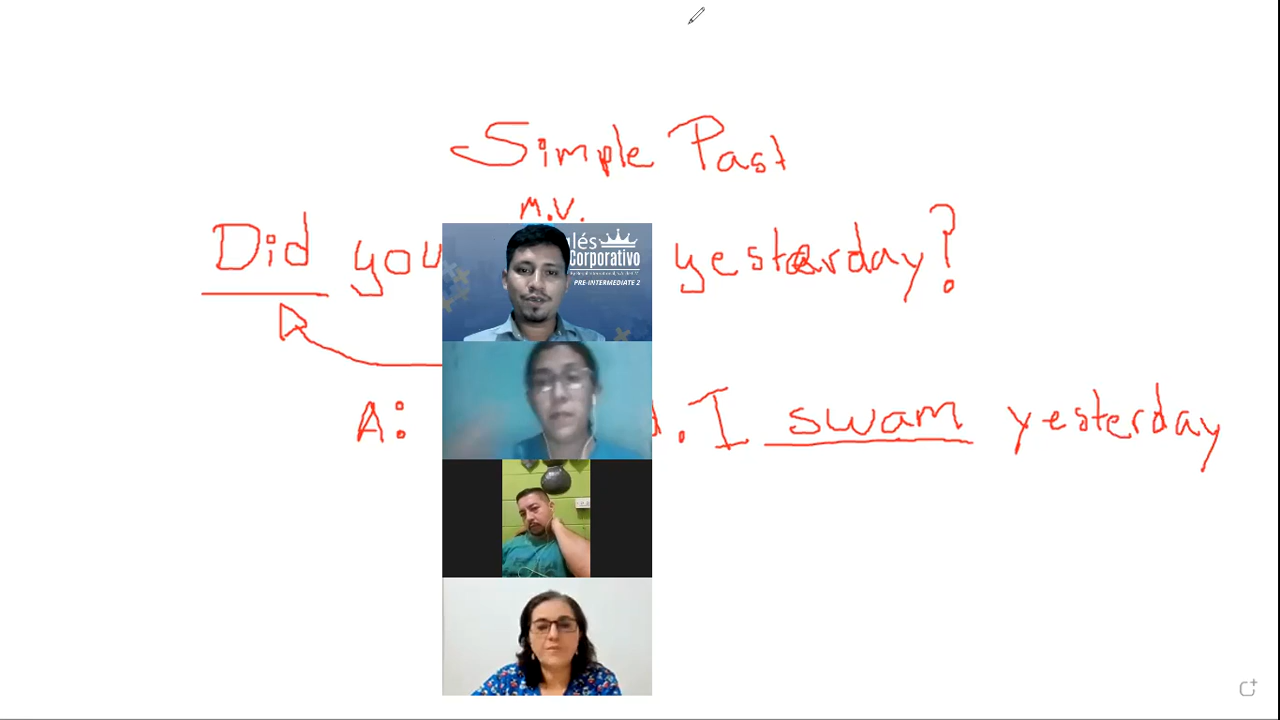 Simple Past
M.V.
Did you yesterday?
A: . I swam yesterday
Corporativo
PRE-INTERMEDIATE 2